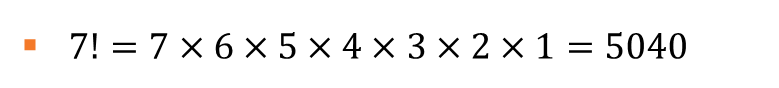 ▪ 7! = 7 × 6 × 5 × 4 × 3 × 2 × 1 = 5040